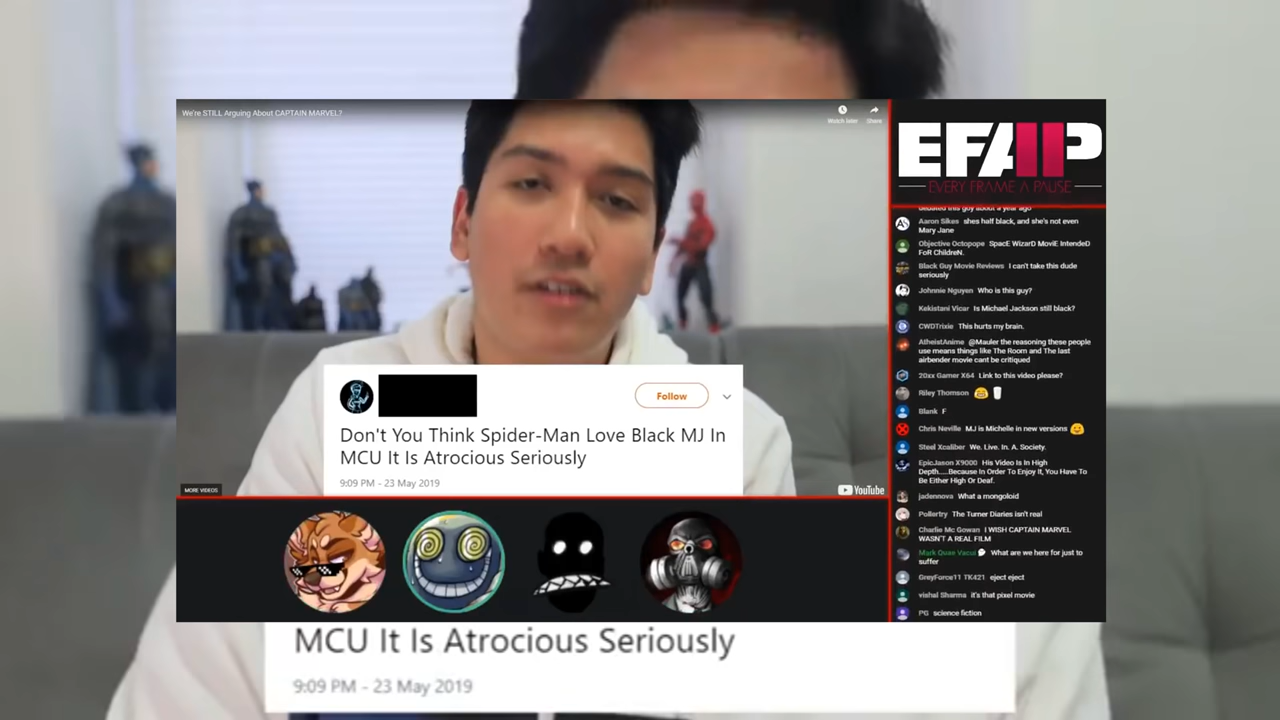 We're STILL Arguing About CAPTAIN MARVEL?
Watch later
Share
Follow
Don't You Think Spider-Man Love Black MJ In
MCU It Is Atrocious Seriously
9:09 PM - 23 May 2019
MORE VIDEOS
YouTube
EFAP
EVERY FRAME A PAUSE
debated this guy about a year ago
Aaron Sikes shes half black, and she's not even
Mary Jane
Objective Octopope SpacE WizarD MoviE IntendeD
FoR ChildreN.
Black Guy Movie Reviews I can't take this dude
seriously
Johnnie Nguyen Who is this guy?
Kekistani Vicar Is Michael Jackson still black?
CWDTrixie This hurts my brain.
AtheistAnime @Mauler the reasoning these people
use means things like The Room and The last
airbender movie cant be critiqued
20xx Gamer X64 Link to this video please?
Riley Thomson
Blank F
Chris Neville MJ is Michelle in new versions
Steel Xcaliber We. Live. In. A. Society.
EpicJason X9000 His Video Is In High
Depth.....Because In Order To Enjoy It, You Have To
Be Either High Or Deaf.
jadennova What a mongoloid
Pollertry The Turner Diaries isn't real
Charlie Mc Gowan I WISH CAPTAIN MARVEL
WASN'T A REAL FILM
Mark Qvae Vacui What are we here for just to
suffer
GreyForce11 TK421 eject eject
vishal Sharma it's that pixel movie
PG science fiction
MCU It Is Atrocious Seriously
9:09 PM - 23 May 2019